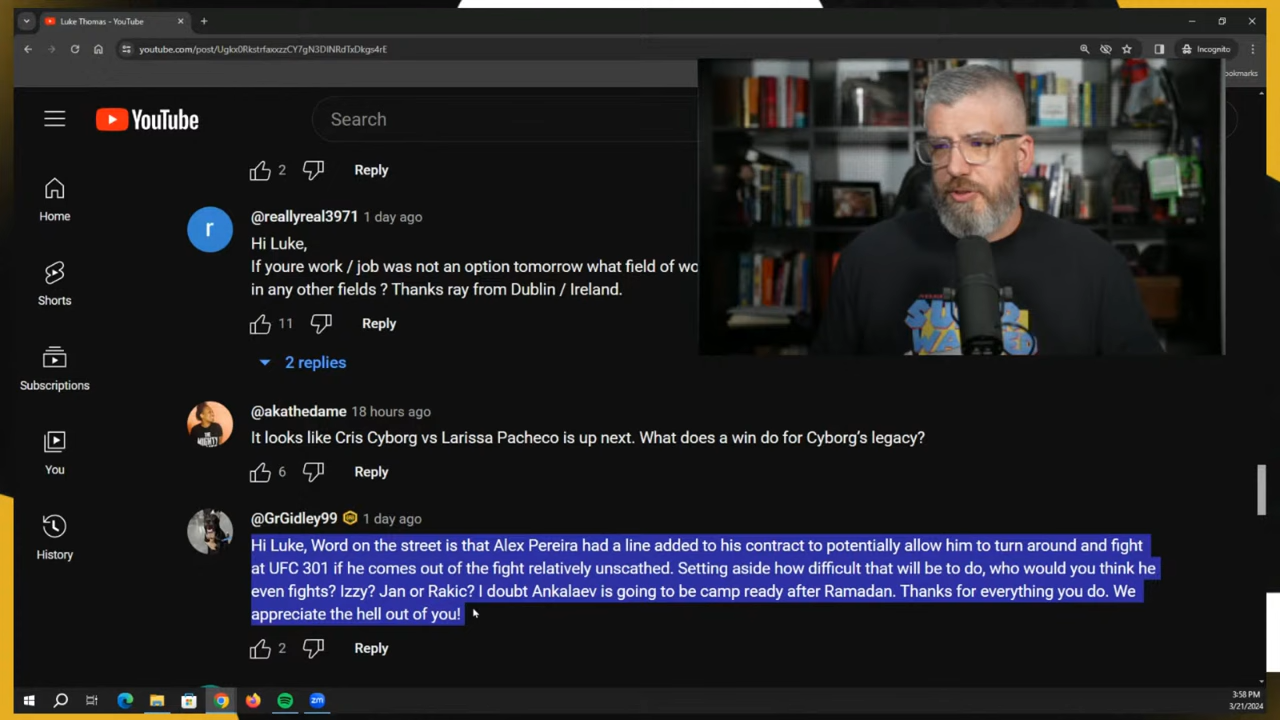 Luke Thomas - YouTube
youtube.com/post/Ugkx0RkstrfaxxzzCY7gN3DINRdTxDkgs4rE
Incognito
ookmarks
YouTube
Search
2
Reply
Home
Shorts
Subscriptions
You
History
r
@reallyreal3971 1 day ago
Hi Luke,
If youre work / job was not an option tomorrow what field of wo
in any other fields ? Thanks ray from Dublin / Ireland.
11
Reply
2 replies
@akathedame 18 hours ago
It looks like Cris Cyborg vs Larissa Pacheco is up next. What does a win do for Cyborg’s legacy?
6
Reply
@GrGidley99 1 day ago
Hi Luke, Word on the street is that Alex Pereira had a line added to his contract to potentially allow him to turn around and fight
at UFC 301 if he comes out of the fight relatively unscathed. Setting aside how difficult that will be to do, who would you think he
even fights? Izzy? Jan or Rakic? I doubt Ankalaev is going to be camp ready after Ramadan. Thanks for everything you do. We
appreciate the hell out of you!
2
Reply
zm
3:58 PM
3/21/2024